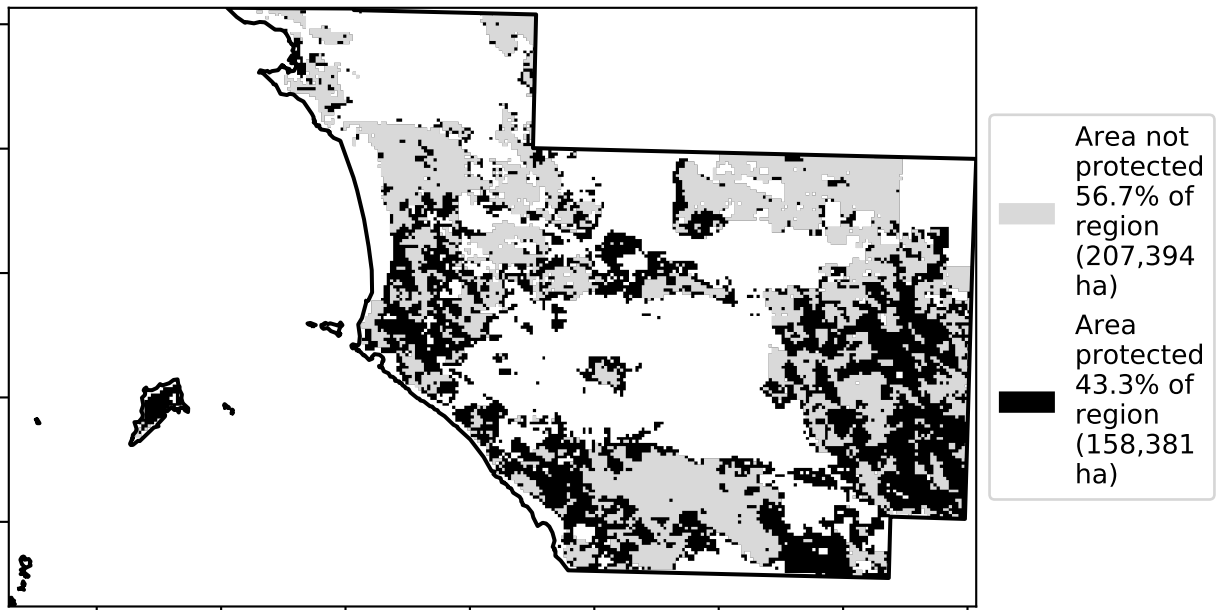 Area not
protected
56.7% of
region
(207,394
ha)
Area
protected
43.3% of
region
(158,381
ha)